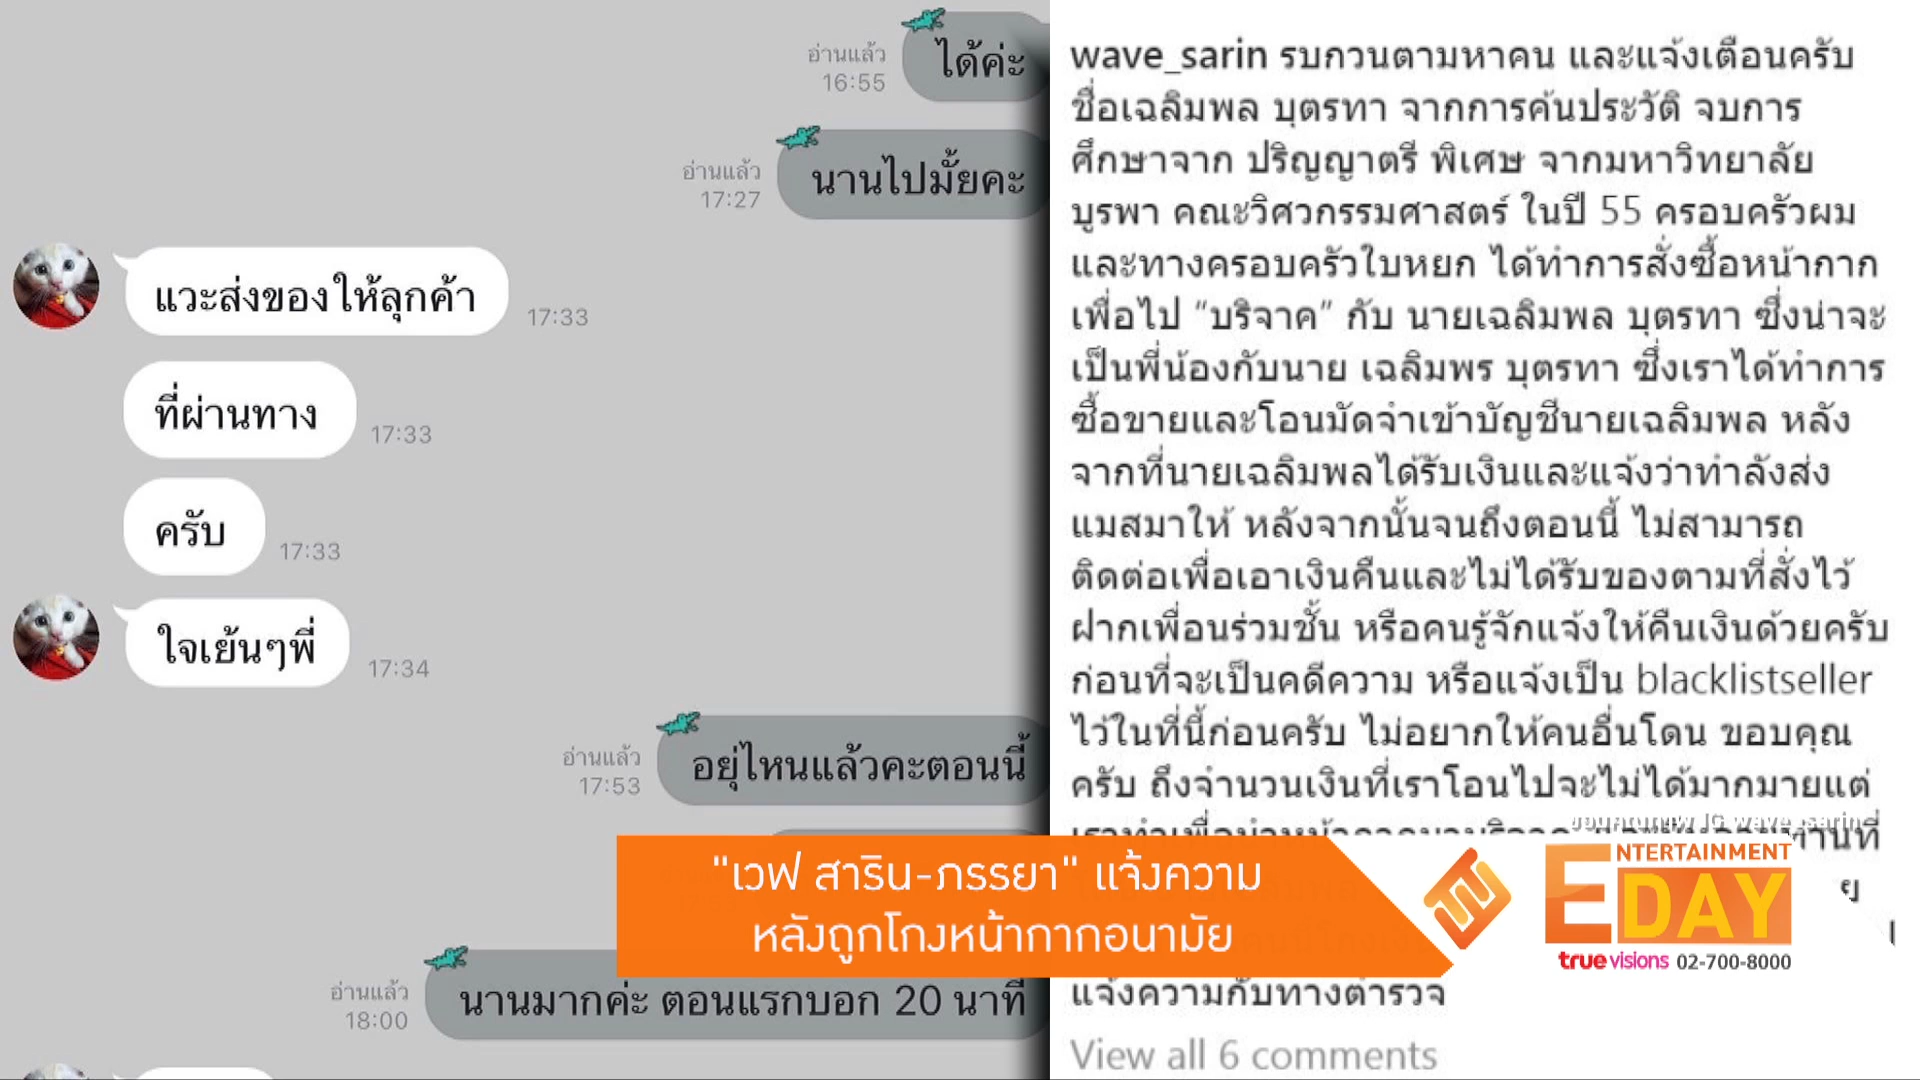 อ่านแล้ว
16:55
ได้ค่ะ
อ่านแล้ว
17:27
นานไปมั้ยคะ
แวะส่งของให้ลุกค้า
17:33
ที่ผ่านทาง
17:33
ครับ
17:33
ใจเย้นๆพี่
17:34
อ่านแล้ว
17:53
อยุ่ไหนแล้วคะตอนนี้
อ่านแล้ว
18:00
นานมากค่ะ ตอนแรกบอก 20 นาที
wave_sarin รบกวนตามหาคน และแจ้งเตือนครับ
ชื่อเฉลิมพล บุตรทา จากการค้นประวัติ จบการ
ศึกษาจาก ปริญญาตรี พิเศษ จากมหาวิทยาลัย
บูรพา คณะวิศวกรรมศาสตร์ ในปี 55 ครอบครัวผม
และทางครอบครัวใบหยก ได้ทำการสั่งซื้อหน้ากาก
เพื่อไป “บริจาค” กับ นายเฉลิมพล บุตรทา ซึ่งน่าจะ
เป็นพี่น้องกับนาย เฉลิมพร บุตรทา ซึ่งเราได้ทำการ
ซื้อขายและโอนมัดจำเข้าบัญชีนายเฉลิมพล หลัง
จากที่นายเฉลิมพลได้รับเงินและแจ้งว่าทำลังส่ง
แมสมาให้ หลังจากนั้นจนถึงตอนนี้ ไม่สามารถ
ติดต่อเพื่อเอาเงินคืนและไม่ได้รับของตามที่สั่งไว้
ฝากเพื่อนร่วมชั้น หรือคนรู้จักแจ้งให้คืนเงินด้วยครับ
ก่อนที่จะเป็นคดีความ หรือแจ้งเป็น blacklistseller
ไว้ในที่นี้ก่อนครับ ไม่อยากให้คนอื่นโดน ขอบคุณ
ครับ ถึงจำนวนเงินที่เราโอนไปจะไม่ได้มากมายแต่
แจ้งความกับทางตำรวจ
View all 6 comments
"เวฟ สาริน-ภรรยา" แจ้งความ
หลังถูกโกงหน้ากากอนามัย
ENTERTAINMENT
DAY
truevisions 02-700-8000